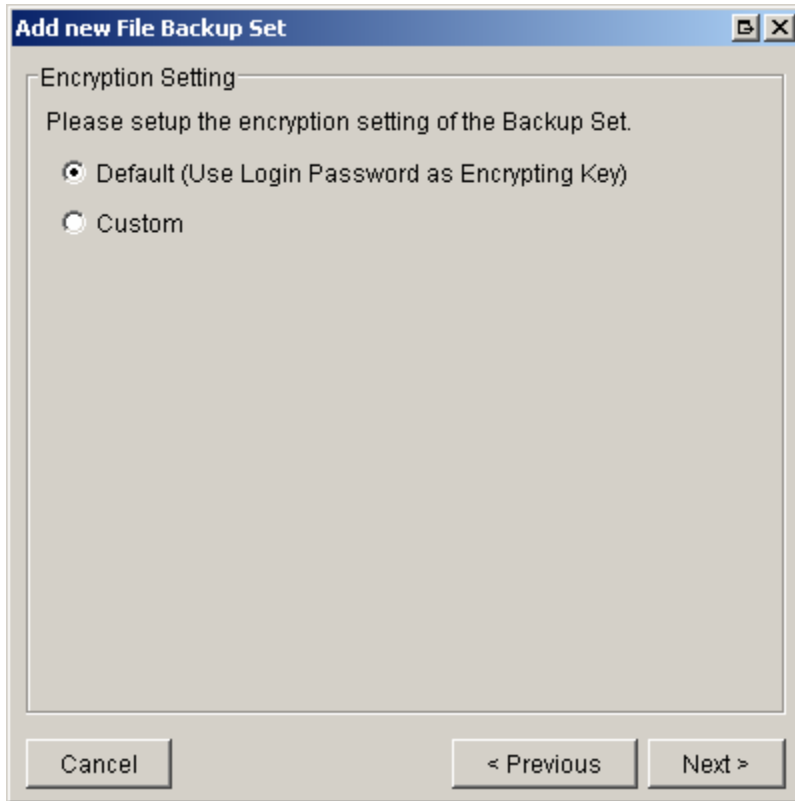 Add new File Backup Set
Encryption Setting
Please setup the encryption setting of the Backup Set.
Default (Use Login Password as Encrypting Key)
Custom
Cancel
< Previous
Next >